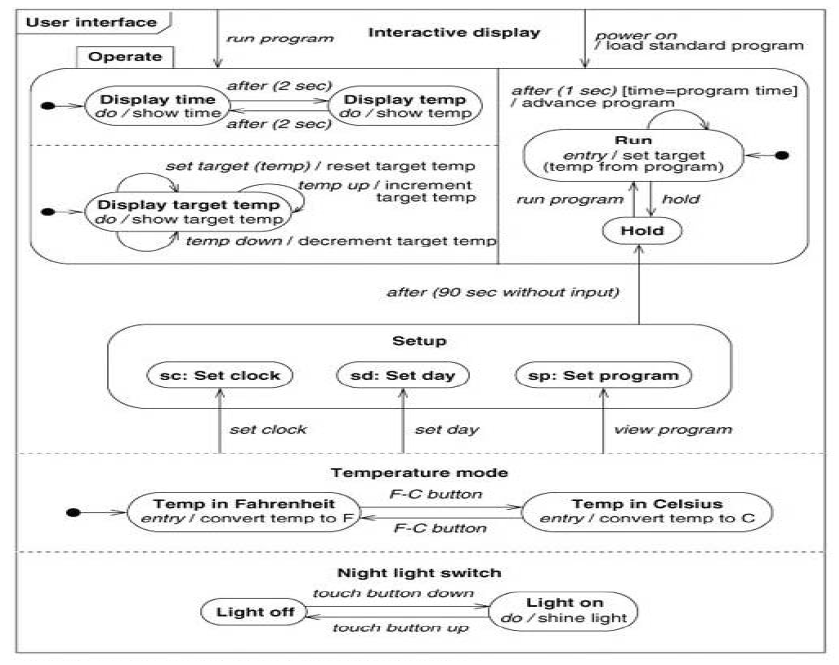 User interface
run program
Interactive display
power on
/ load standard program
Operate
after (2 sec)
Display time
do / show time
Display temp
do / show temp
after (2 sec)
after (1 sec) [time=program time]
/ advance program
Run
entry / set target
(temp from program)
set target (temp) / reset target temp
temp up / increment
target temp
Display target temp
do / show target temp
temp down / decrement target temp
run program
hold
Hold
after (90 sec without input)
Setup
sc: Set clock
sd: Set day
sp: Set program
set clock
set day
view program
Temperature mode
Temp in Fahrenheit
entry / convert temp to F
F-C button
F-C button
Temp in Celsius
entry / convert temp to C
Night light switch
touch button down
Light off
Light on
do / shine light
touch button up